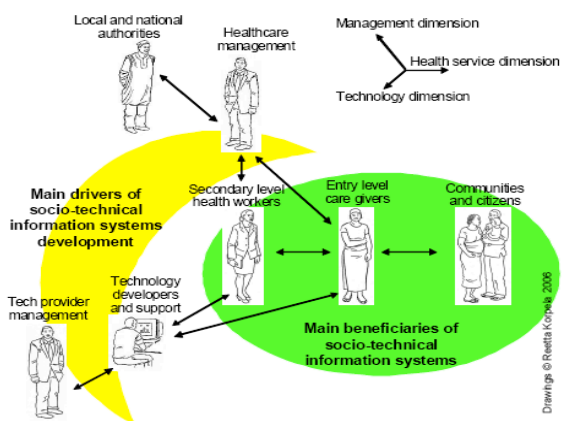 Local and national
authorities
Healthcare
management
Management dimension
Health service dimension
Technology dimension
Main drivers of
socio-technical
information systems
development
Secondary level
health workers
Entry level
care givers
Communities
and citizens
Technology
developers
and support
Tech provider
management
Main beneficiaries of
socio-technical
information systems
Drawings © Reetta Korpela 2006